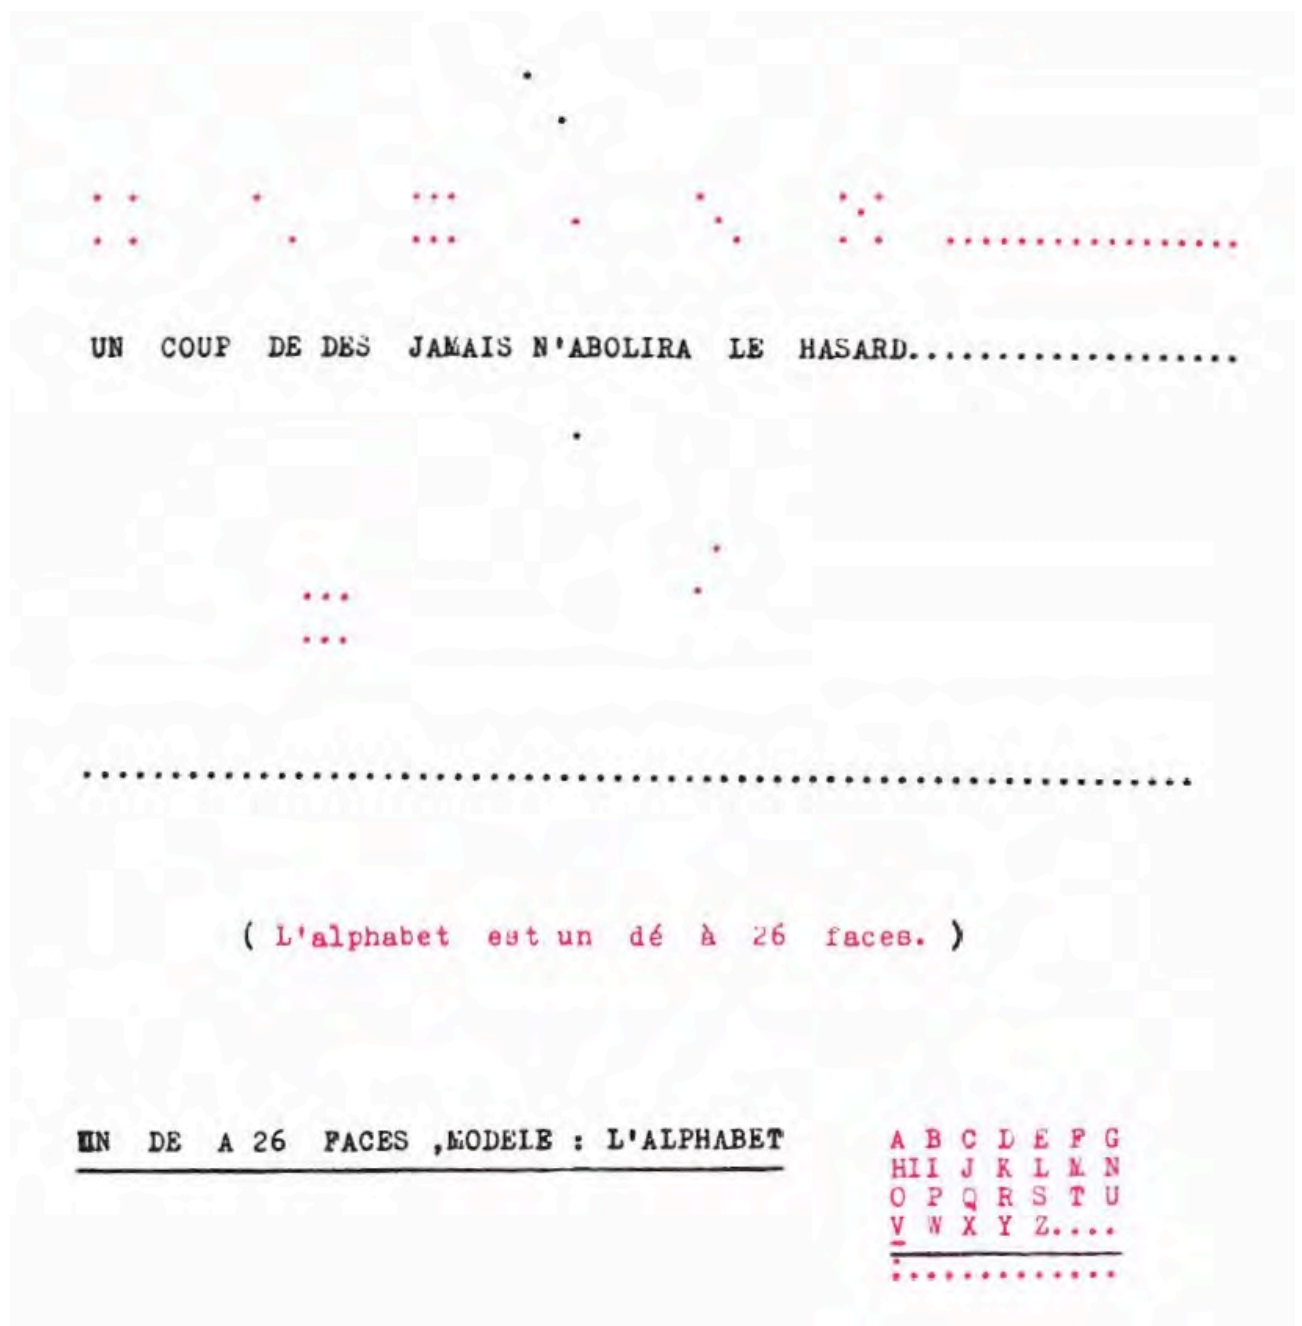 UN COUP DE DES JAMAIS N'ABOLIRA LE HASARD...................
( L'alphabet est un dé à 26 faces. )
UN DE A 26 FACES ,MODELE : L'ALPHABET
A B C D E F G
HII J K L M N
O P Q R S T U
V W X Y Z....